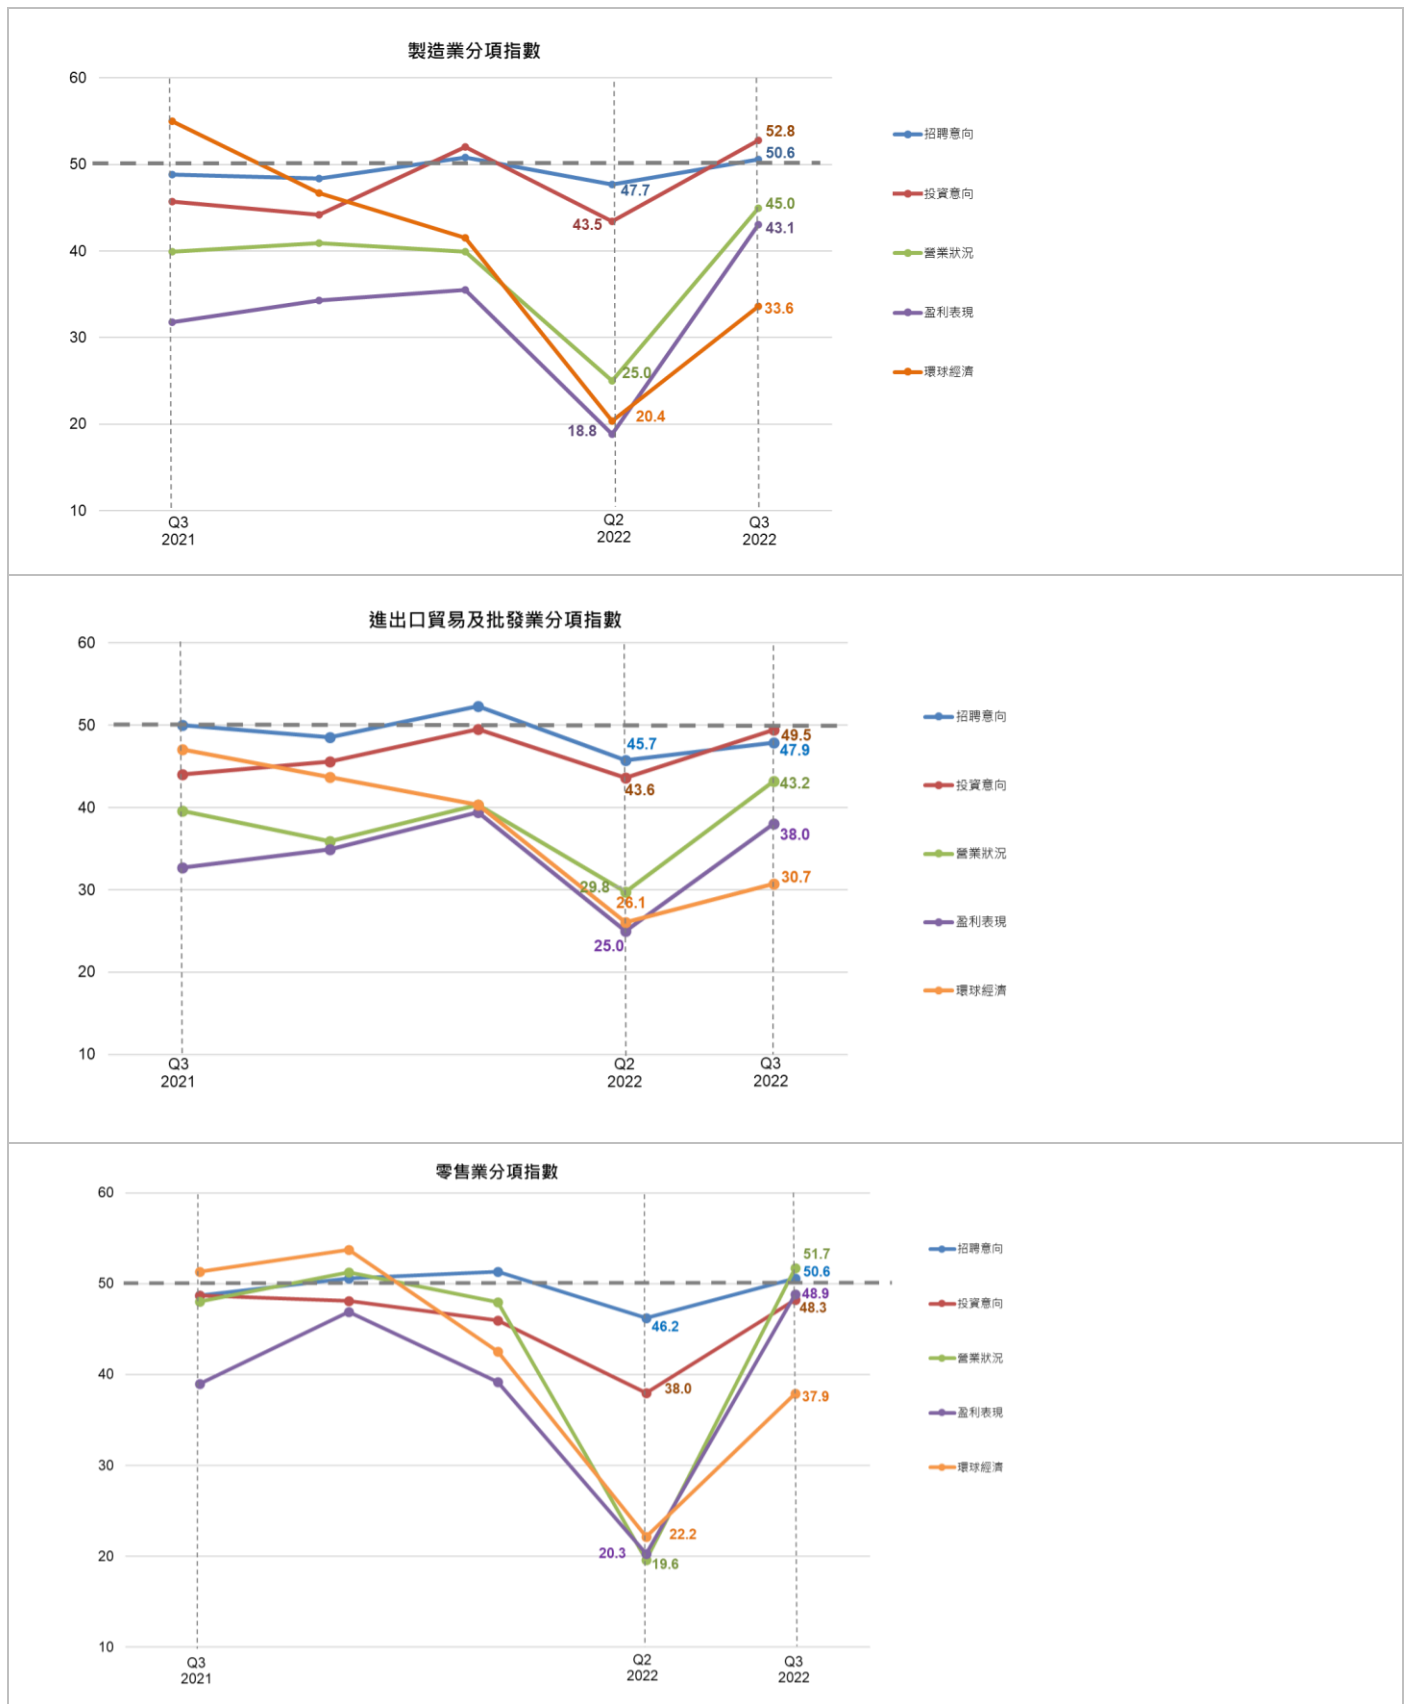 製造業分項指數
60
50
40
30
20
10
52.8
50.6
47.7
43.5
45.0
43.1
33.6
25.0
20.4
18.8
Q3
2021
Q2
2022
Q3
2022
招聘意向
投資意向
營業狀況
盈利表現
環球經濟
進出口貿易及批發業分項指數
60
50
40
30
20
10
45.7
49.5
47.9
43.6
43.2
38.0
29.8
30.7
26.1
25.0
Q3
2021
Q2
2022
Q3
2022
招聘意向
投資意向
營業狀況
盈利表現
環球經濟
零售業分項指數
60
50
40
30
20
10
51.7
50.6
48.9
48.3
46.2
38.0
37.9
22.2
20.3
19.6
Q3
2021
Q2
2022
Q3
2022
招聘意向
投資意向
營業狀況
盈利表現
環球經濟